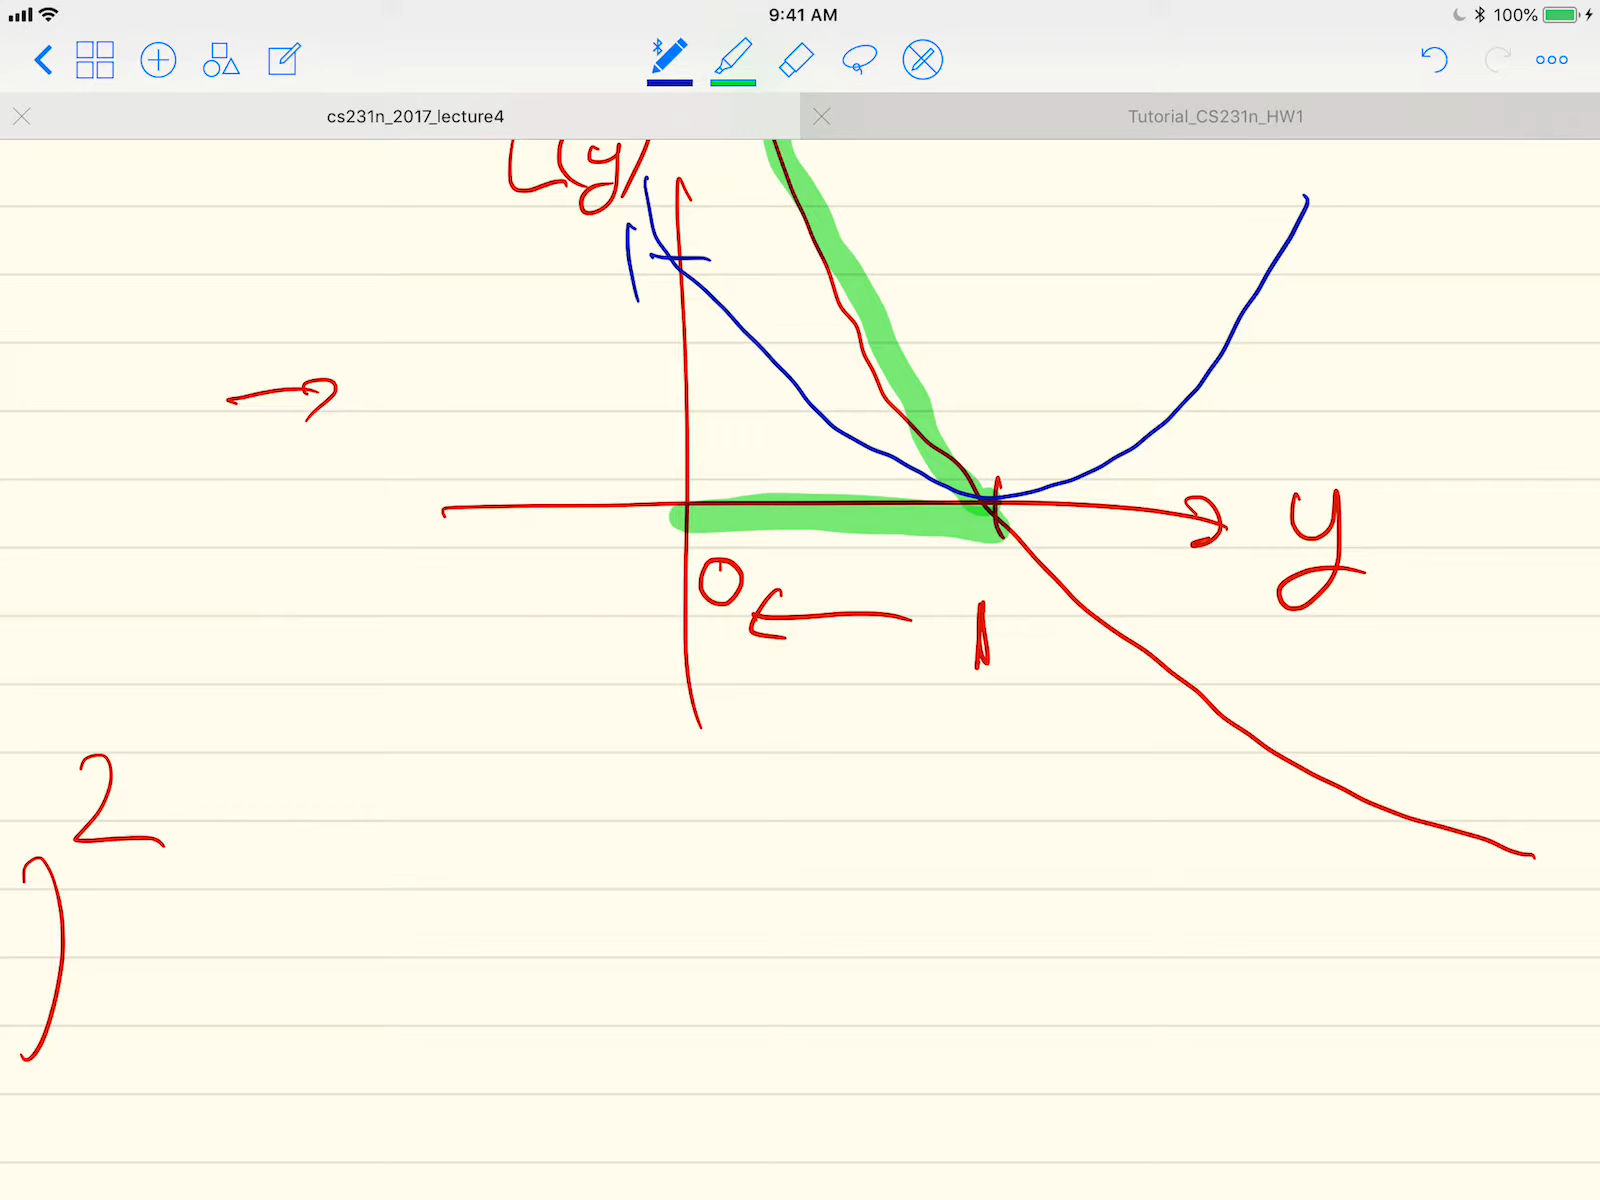 9:41 AM
100%
cs231n_2017_lecture4
Tutorial_CS231n_HW1
L(y)
1
y
0
1
2
)